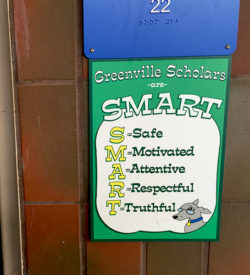 22
Greenville Scholars
-are-
SMART
S=Safe
M=Motivated
A=Attentive
R=Respectful
T=Truthful